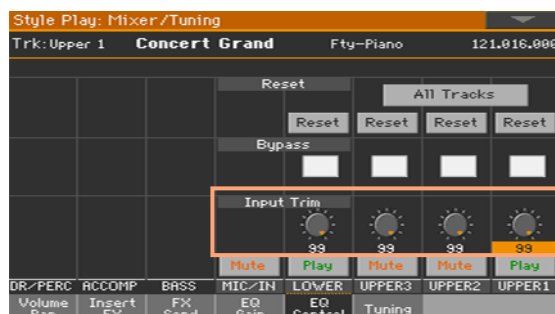 Style Play: Mixer/Tuning
Trk: Upper 1 Concert Grand Fty-Piano 121.016.000
Reset All Tracks
Reset Reset Reset Reset
Bypass
Input Trim
99 99 99 99
Mute Play Mute Mute Play
DR/PERC ACCOMP BASS MIC/IN LOWER UPPER3 UPPER2 UPPER1
Volume Insert FX EQ EQ Tuning